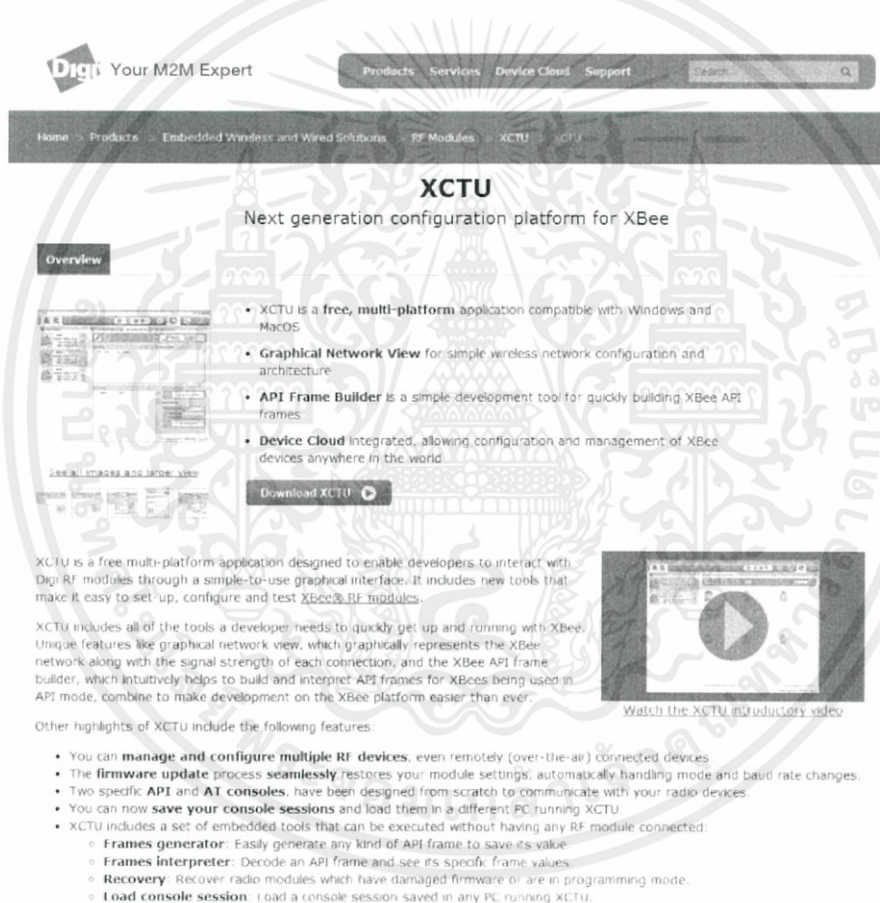 Digi Your M2M Expert
Products Services Device Cloud Support
Search...
Home > Products > Embedded Wireless and Wired Solutions > RF Modules > XCTU > XCTU
XCTU
Next generation configuration platform for XBee
Overview
• XCTU is a free, multi-platform application compatible with Windows and
MacOS
• Graphical Network View for simple wireless network configuration and
architecture
• API Frame Builder is a simple development tool for quickly building XBee API
frames
• Device Cloud integrated, allowing configuration and management of XBee
devices anywhere in the world
See all images and larger view
Download XCTU
XCTU is a free multi-platform application designed to enable developers to interact with
Digi RF modules through a simple-to-use graphical interface. It includes new tools that
make it easy to set-up, configure and test XBee® RF modules.
XCTU includes all of the tools a developer needs to quickly get up and running with XBee.
Unique features like graphical network view, which graphically represents the XBee
network along with the signal strength of each connection, and the XBee API frame
builder, which intuitively helps to build and interpret API frames for XBees being used in
API mode, combine to make development on the XBee platform easier than ever.
Watch the XCTU introductory video
Other highlights of XCTU include the following features:
• You can manage and configure multiple RF devices, even remotely (over-the-air) connected devices.
• The firmware update process seamlessly restores your module settings, automatically handling mode and baud rate changes.
• Two specific API and AT consoles, have been designed from scratch to communicate with your radio devices.
• You can now save your console sessions and load them in a different PC running XCTU.
• XCTU includes a set of embedded tools that can be executed without having any RF module connected:
◦ Frames generator: Easily generate any kind of API frame to save its value.
◦ Frames interpreter: Decode an API frame and see its specific frame values.
◦ Recovery: Recover radio modules which have damaged firmware or are in programming mode.
◦ Load console session: Load a console session saved in any PC running XCTU.